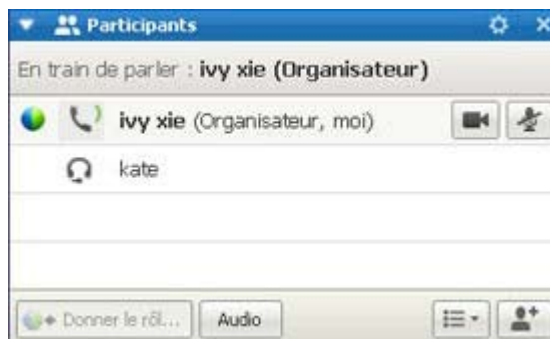 Participants
En train de parler : ivy xie (Organisateur)
ivy xie (Organisateur, moi)
kate
Donner le rôl... Audio